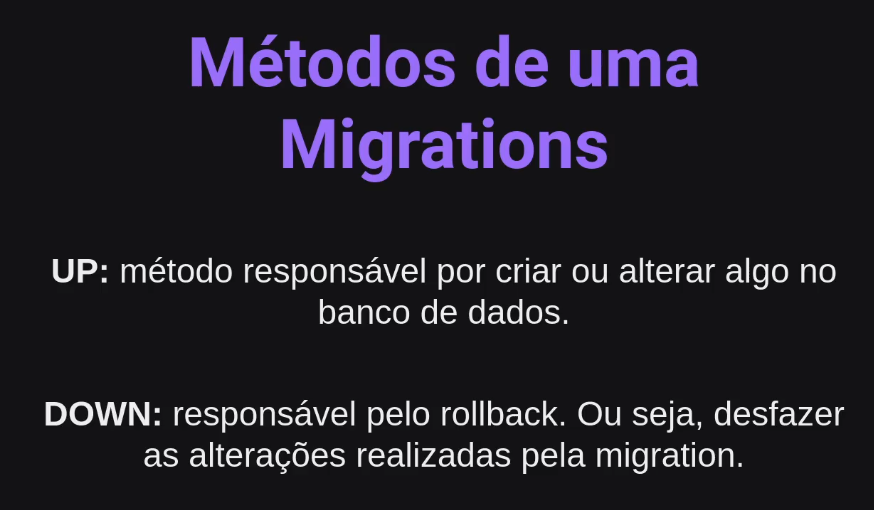 Métodos de uma
Migrations
UP: método responsável por criar ou alterar algo no
banco de dados.
DOWN: responsável pelo rollback. Ou seja, desfazer
as alterações realizadas pela migration.